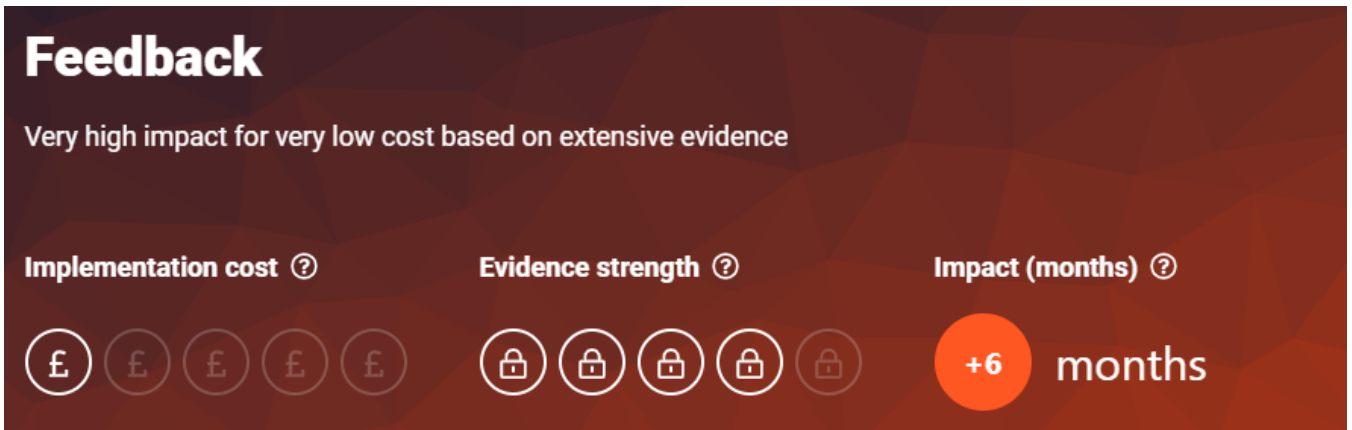 Feedback
Very high impact for very low cost based on extensive evidence
Implementation cost ? Evidence strength ? Impact (months) ?
£ £ £ £ £ +6 months